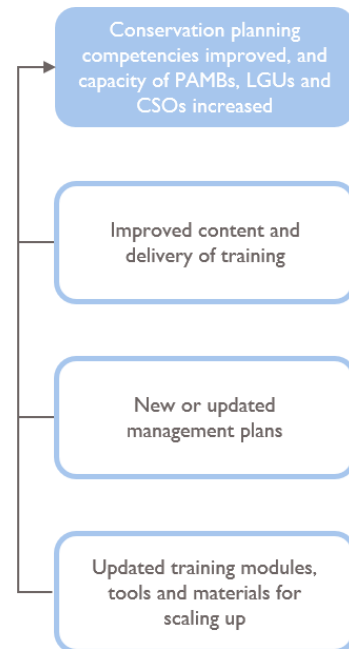 Conservation planning
competencies improved, and
capacity of PAMBs, LGUs and
CSOs increased
Improved content and
delivery of training
New or updated
management plans
Updated training modules,
tools and materials for
scaling up